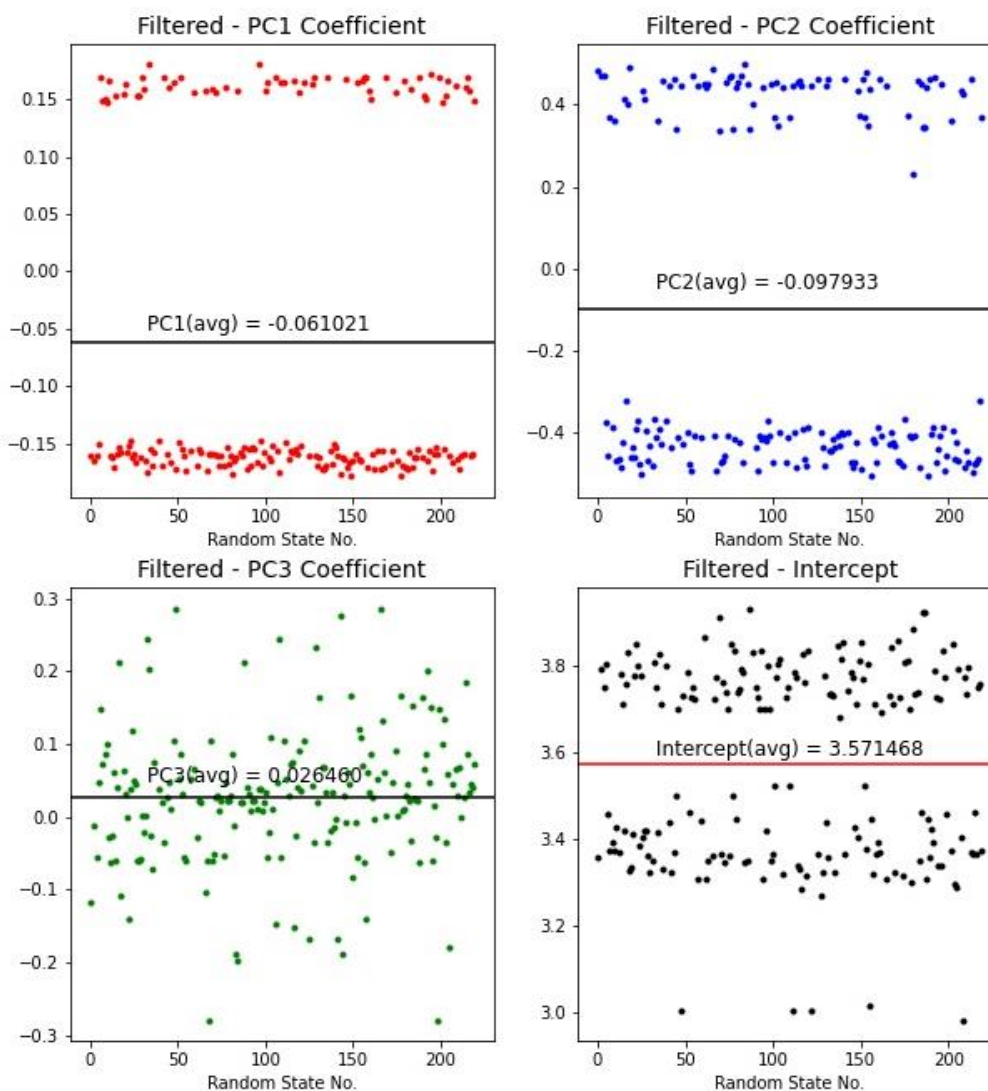 Filtered - PC1 Coefficient
0.15
0.10
0.05
0.00
−0.05
−0.10
−0.15
PC1(avg) = -0.061021
0 50 100 150 200
Random State No.
Filtered - PC2 Coefficient
0.4
0.2
0.0
−0.2
−0.4
PC2(avg) = -0.097933
0 50 100 150 200
Random State No.
Filtered - PC3 Coefficient
0.3
0.2
0.1
0.0
−0.1
−0.2
−0.3
PC3(avg) = 0.026460
0 50 100 150 200
Random State No.
Filtered - Intercept
3.8
3.6
3.4
3.2
3.0
Intercept(avg) = 3.571468
0 50 100 150 200
Random State No.